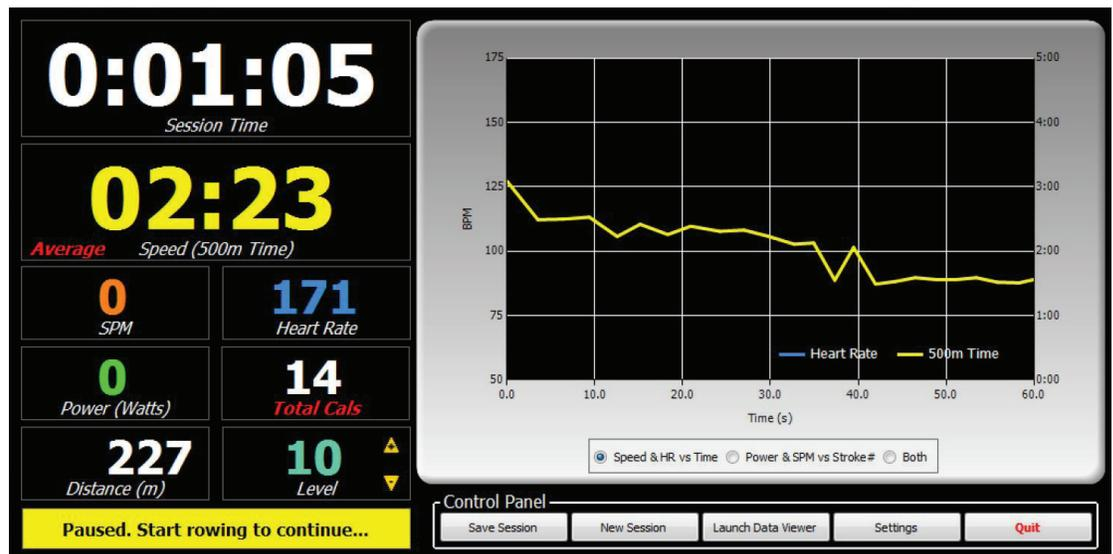 0:01:05
Session Time
02:23
Average Speed (500m Time)
0
SPM
171
Heart Rate
0
Power (Watts)
14
Total Cals
227
Distance (m)
10
Level
+
-
Paused. Start rowing to continue...
175
150
125
100
75
50
BPM
5:00
4:00
3:00
2:00
1:00
0:00
Heart Rate 500m Time
0.0 10.0 20.0 30.0 40.0 50.0 60.0
Time (s)
Speed & HR vs Time Power & SPM vs Stroke# Both
Control Panel
Save Session New Session Launch Data Viewer Settings Quit